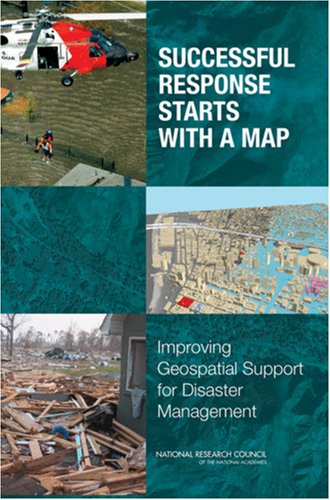 SUCCESSFUL
RESPONSE
STARTS
WITH A MAP
Improving
Geospatial Support
for Disaster
Management
NATIONAL RESEARCH COUNCIL
OF THE NATIONAL ACADEMIES